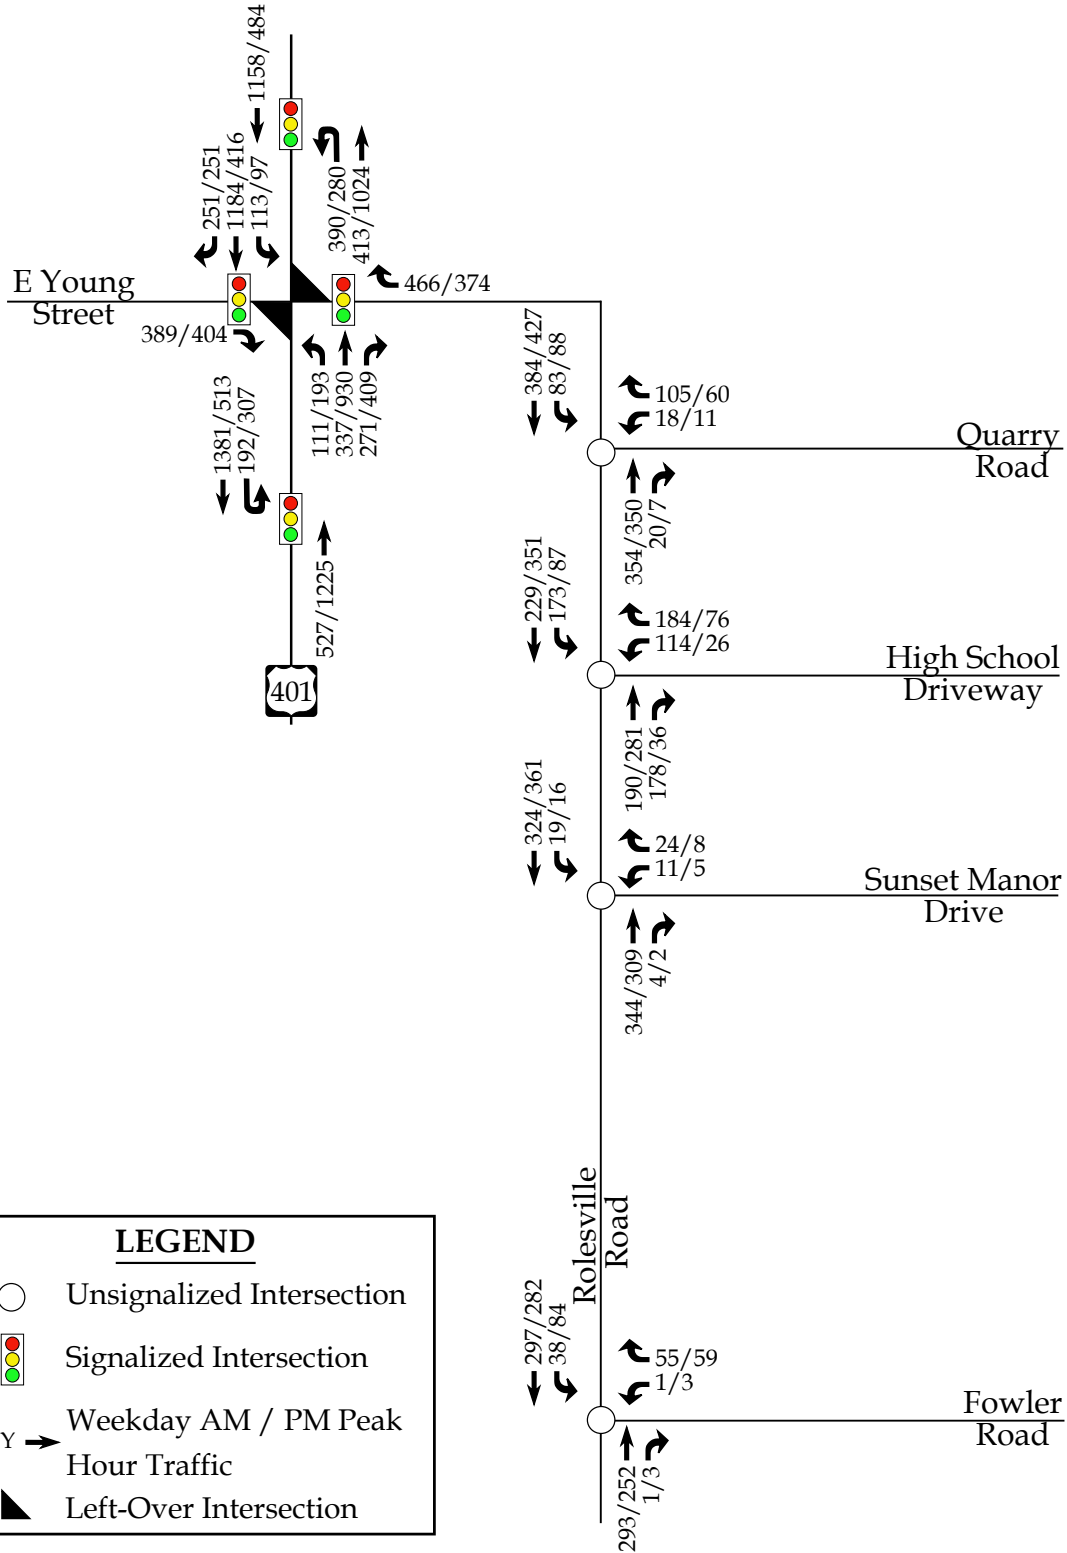 1158/484
251/251
1184/416
113/97
390/280
413/1024
E Young
Street
466/374
389/404
1381/513
192/307
111/193
337/930
271/409
527/1225
401
384/427
83/88
105/60
18/11
Quarry
Road
354/350
20/7
229/351
173/87
184/76
114/26
High School
Driveway
190/281
178/36
324/361
19/16
24/8
11/5
Sunset Manor
Drive
344/309
4/2
Rolesville
Road
297/282
38/84
55/59
1/3
Fowler
Road
293/252
1/3
LEGEND
Unsignalized Intersection
Signalized Intersection
Y
Weekday AM / PM Peak
Hour Traffic
Left-Over Intersection